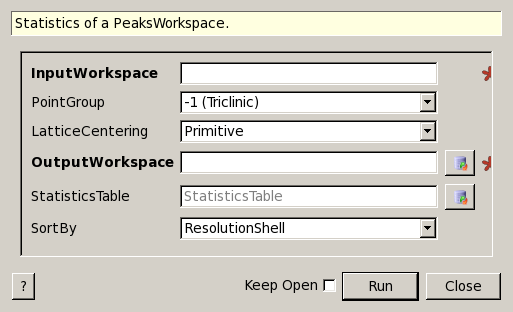 Statistics of a PeaksWorkspace.
InputWorkspace
PointGroup -1 (Triclinic)
LatticeCentering Primitive
OutputWorkspace
StatisticsTable StatisticsTable
SortBy ResolutionShell
? Keep Open Run Close